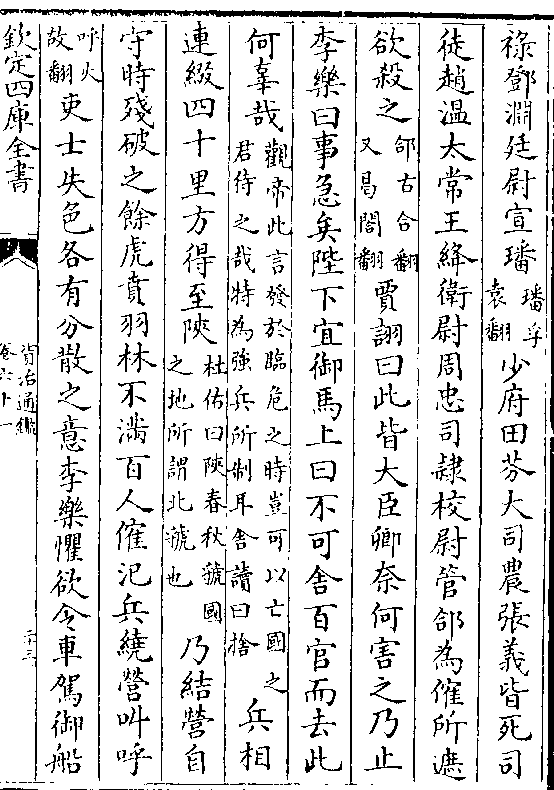 祿鄧淵廷尉宣璠璠孚袁翻少府田芬大司農張義皆死司
徒趙温太常王絳衛尉周忠司隸校尉管郃為傕所遮
欲殺之郃古合翻又曷閤翻賈詡曰此皆大臣卿奈何害之乃止
李樂曰事急矣陛下宜御馬上曰不可舍百官而去此
何辜哉觀帝此言發於臨危之時豈可以亡國之君待之哉特為強兵所制耳舍讀曰捨兵相
連綴四十里方得至陝杜佑曰陝春秋虢國之地所謂北虢也乃結營自
守時殘破之餘虎賁羽林不滿百人傕汜兵繞營叫呼
呼火故翻吏士失色各有分散之意李樂懼欲令車駕御船
欽定四庫全書
資治通鑑
卷六十一